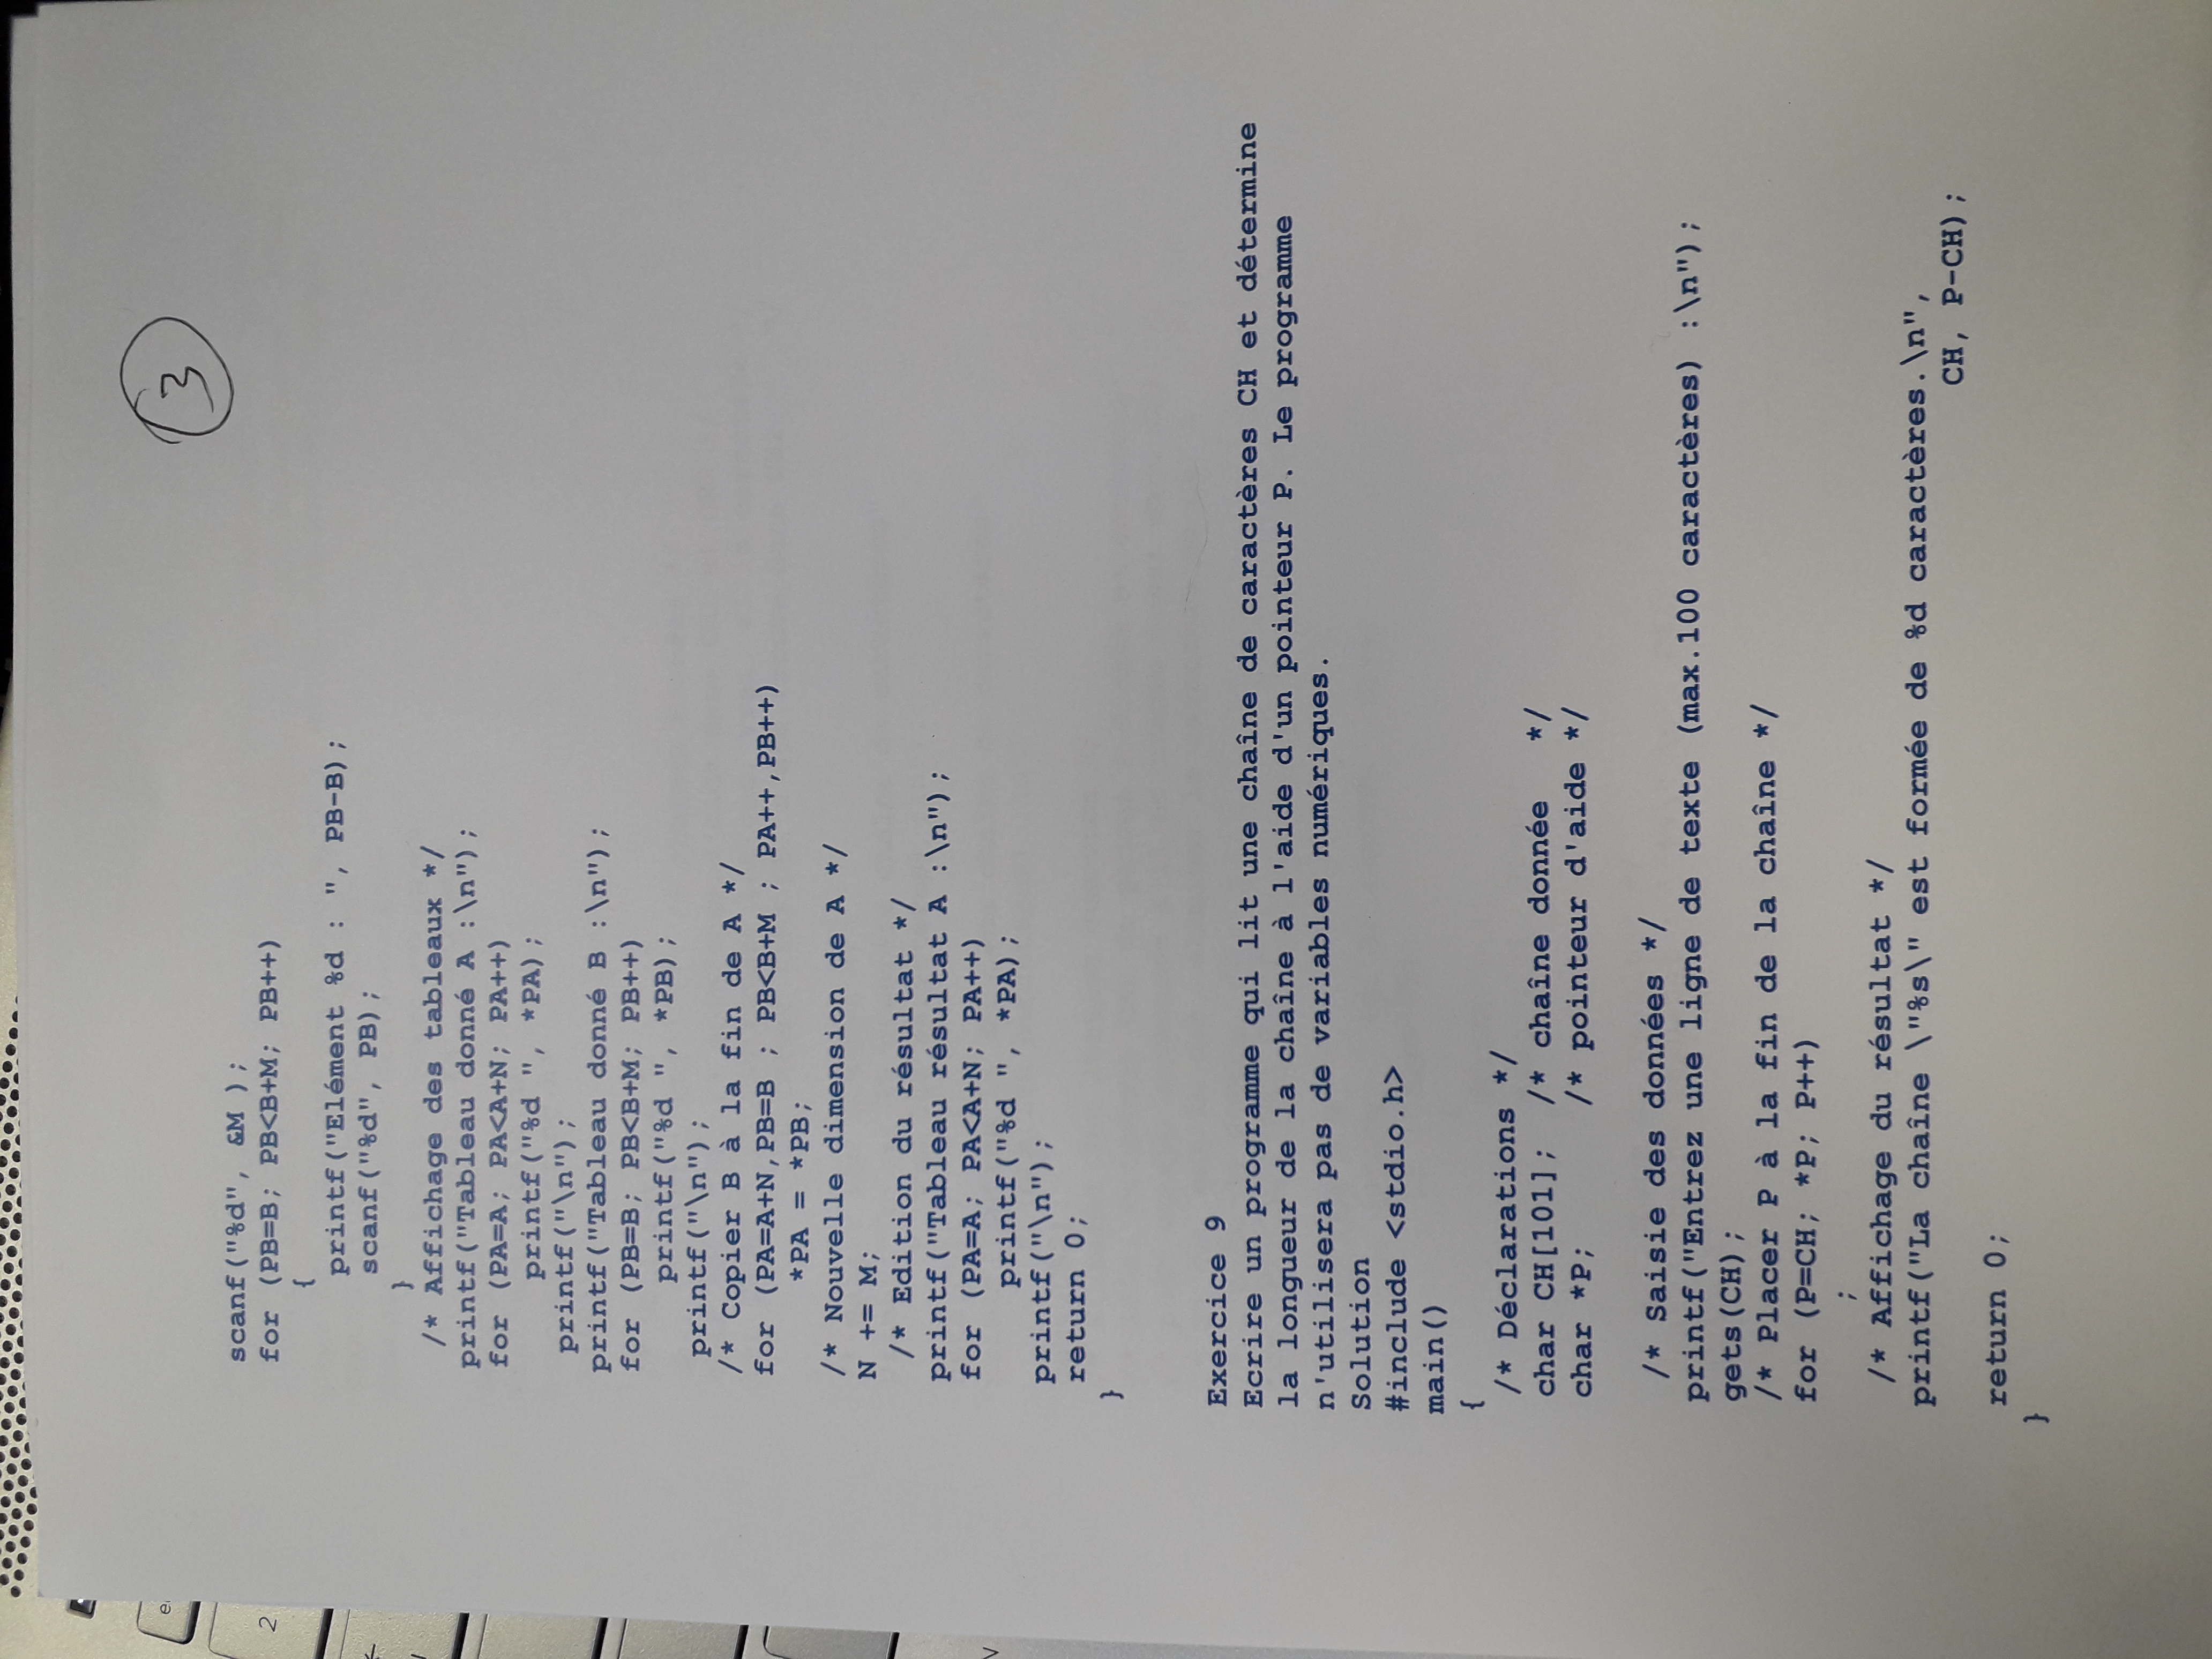 3
scanf("%d", &M );
for (PB=B; PB<B+M; PB++)
{
printf("Elément %d : ", PB-B);
scanf("%d", PB);
}
/* Affichage des tableaux */
printf("Tableau donné A :\n");
for (PA=A; PA<A+N; PA++)
printf("%d ", *PA);
printf("\n");
printf("Tableau donné B :\n");
for (PB=B; PB<B+M; PB++)
printf("%d ", *PB);
printf("\n");
/* Copier B à la fin de A */
for (PA=A+N,PB=B ; PB<B+M ; PA++,PB++)
*PA = *PB;
/* Nouvelle dimension de A */
N += M;
/* Edition du résultat */
printf("Tableau résultat A :\n");
for (PA=A; PA<A+N; PA++)
printf("%d ", *PA);
printf("\n");
return 0;
}
Exercice 9
Ecrire un programme qui lit une chaîne de caractères CH et détermine
la longueur de la chaîne à l'aide d'un pointeur P. Le programme
n'utilisera pas de variables numériques.
Solution
#include <stdio.h>
main()
{
/* Déclarations */
char CH[101]; /* chaîne donnée */
char *P; /* pointeur d'aide */
/* Saisie des données */
printf("Entrez une ligne de texte (max.100 caractères) :\n");
gets(CH);
/* Placer P à la fin de la chaîne */
for (P=CH; *P; P++)
;
/* Affichage du résultat */
printf("La chaîne \"%s\" est formée de %d caractères.\n",
CH, P-CH);
return 0;
}
2